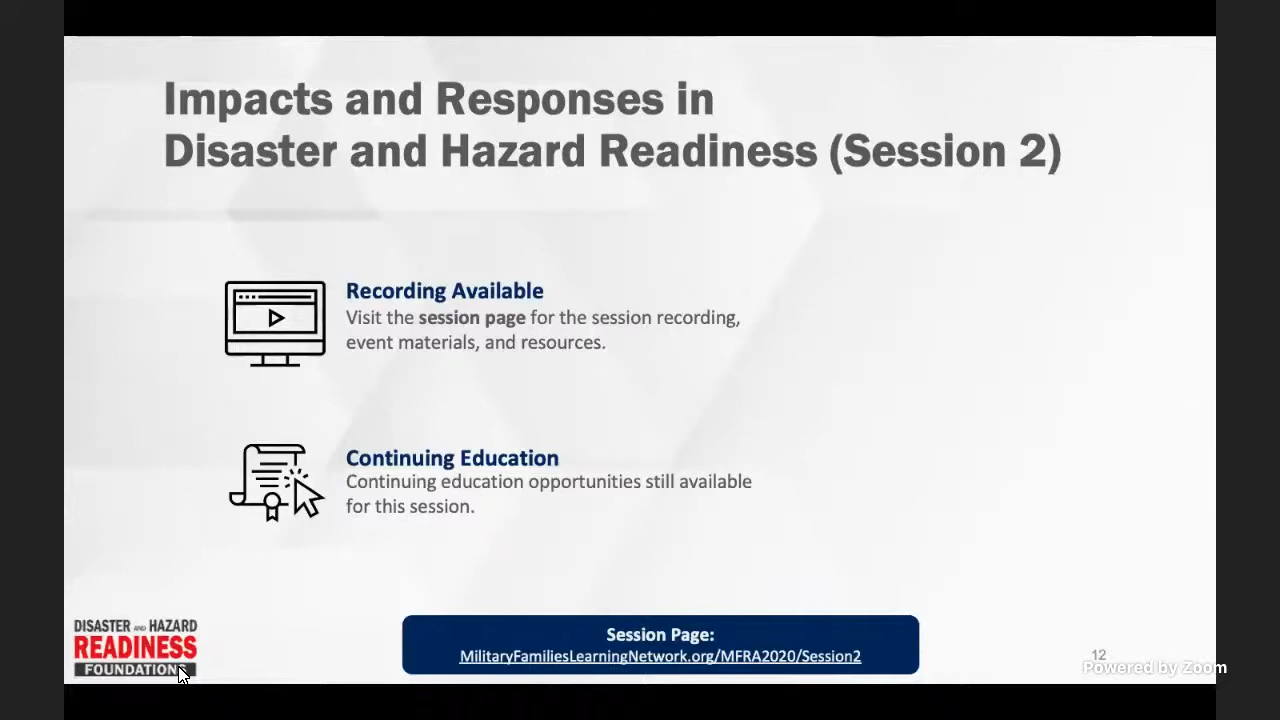 Impacts and Responses in
Disaster and Hazard Readiness (Session 2)
Recording Available
Visit the session page for the session recording,
event materials, and resources.
Continuing Education
Continuing education opportunities still available
for this session.
DISASTER AND HAZARD
READINESS
FOUNDATIONS
Session Page:
MilitaryFamiliesLearningNetwork.org/MFRA2020/Session2
12
Powered by Zoom